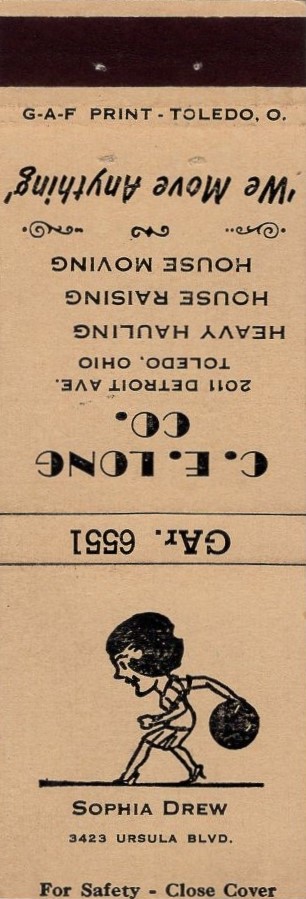 G-A-F PRINT - TOLEDO, O.
GAr. 6551
C. E. LONG
CO.
2011 DETROIT AVE.
TOLEDO, OHIO
HEAVY HAULING
HOUSE RAISING
HOUSE MOVING
'We Move Anything'
SOPHIA DREW
3423 URSULA BLVD.
For Safety - Close Cover